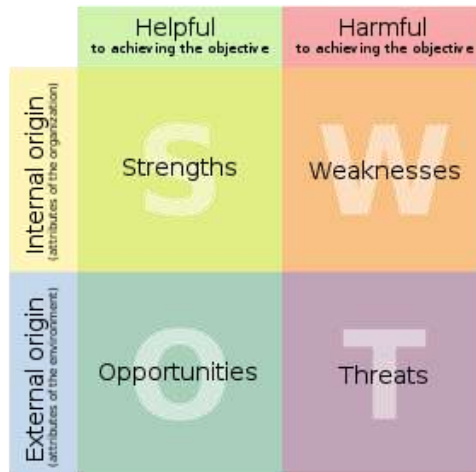 Helpful
to achieving the objective
Harmful
to achieving the objective
Internal origin
(attributes of the organization)
S
Strengths
W
Weaknesses
External origin
(attributes of the environment)
O
Opportunities
T
Threats